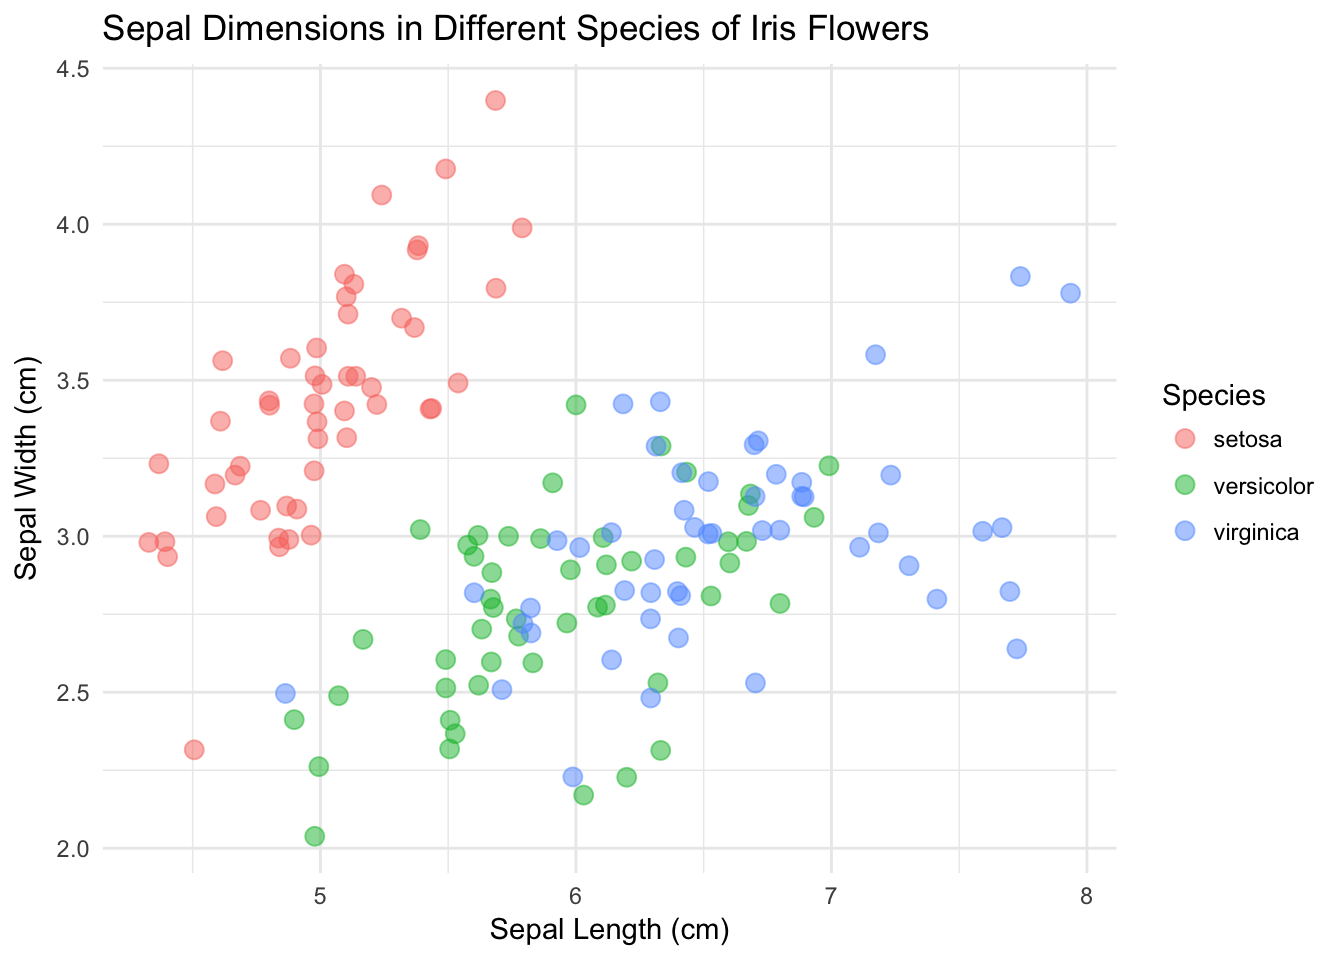 Sepal Dimensions in Different Species of Iris Flowers
4.5
4.0
3.5
3.0
2.5
2.0
Sepal Width (cm)
5 6 7 8
Sepal Length (cm)
Species
setosa
versicolor
virginica